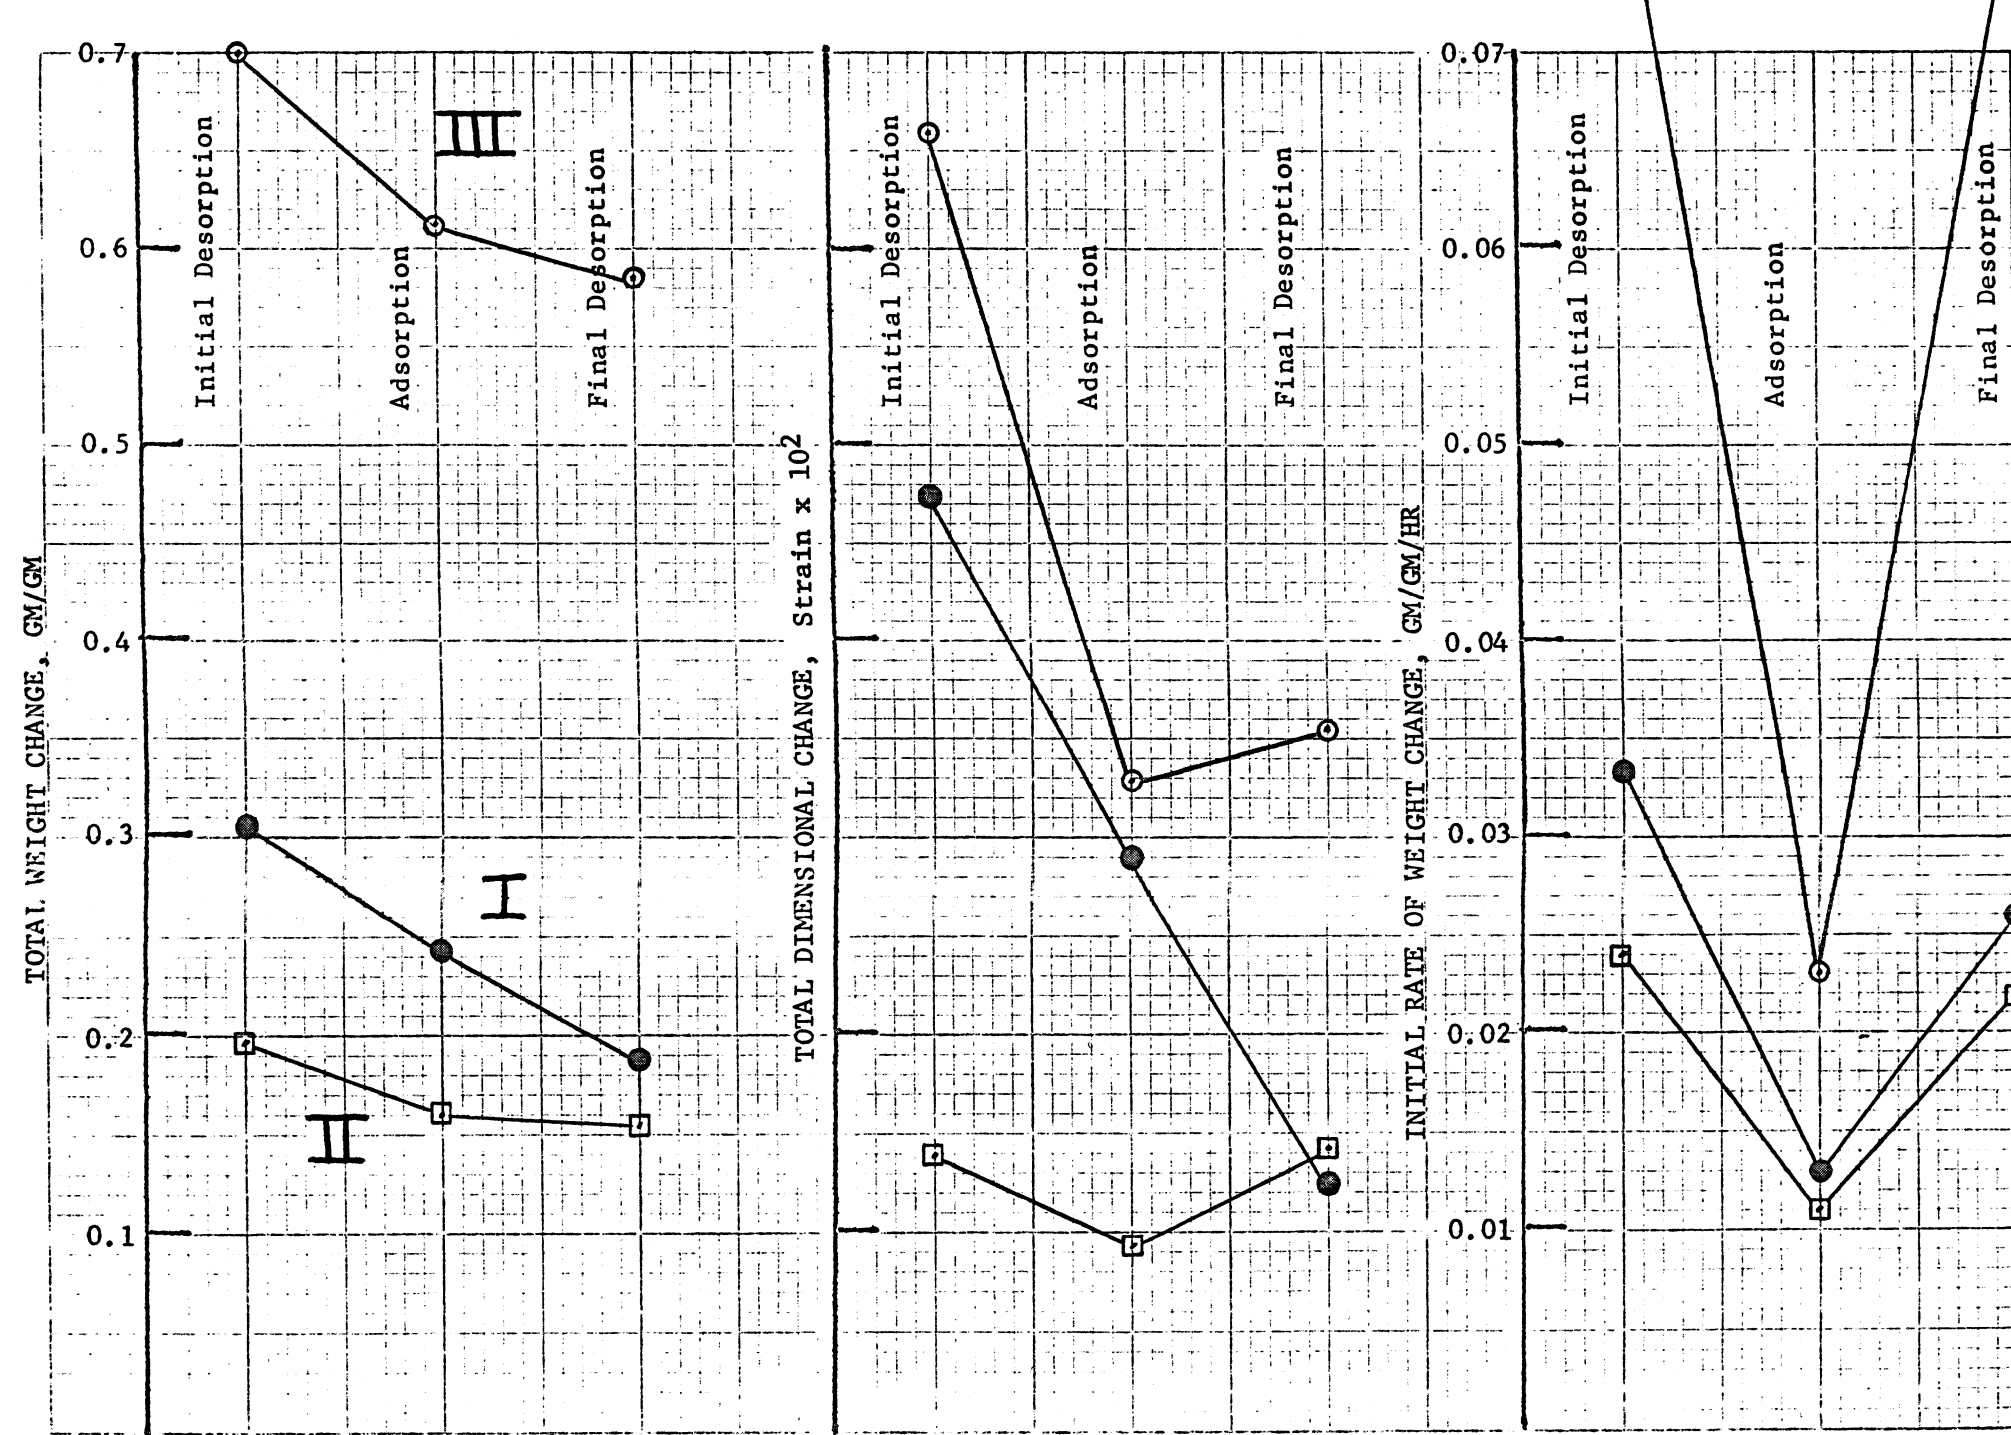 TOTAL WEIGHT CHANGE, GM/GM
0.7
0.6
0.5
0.4
0.3
0.2
0.1
Initial Desorption
Adsorption
Final Desorption
III
I
II
TOTAL DIMENSIONAL CHANGE, Strain x 10²
Initial Desorption
Adsorption
Final Desorption
INITIAL RATE OF WEIGHT CHANGE, GM/GM/HR
0.07
0.06
0.05
0.04
0.03
0.02
0.01
Initial Desorption
Adsorption
Final Desorption